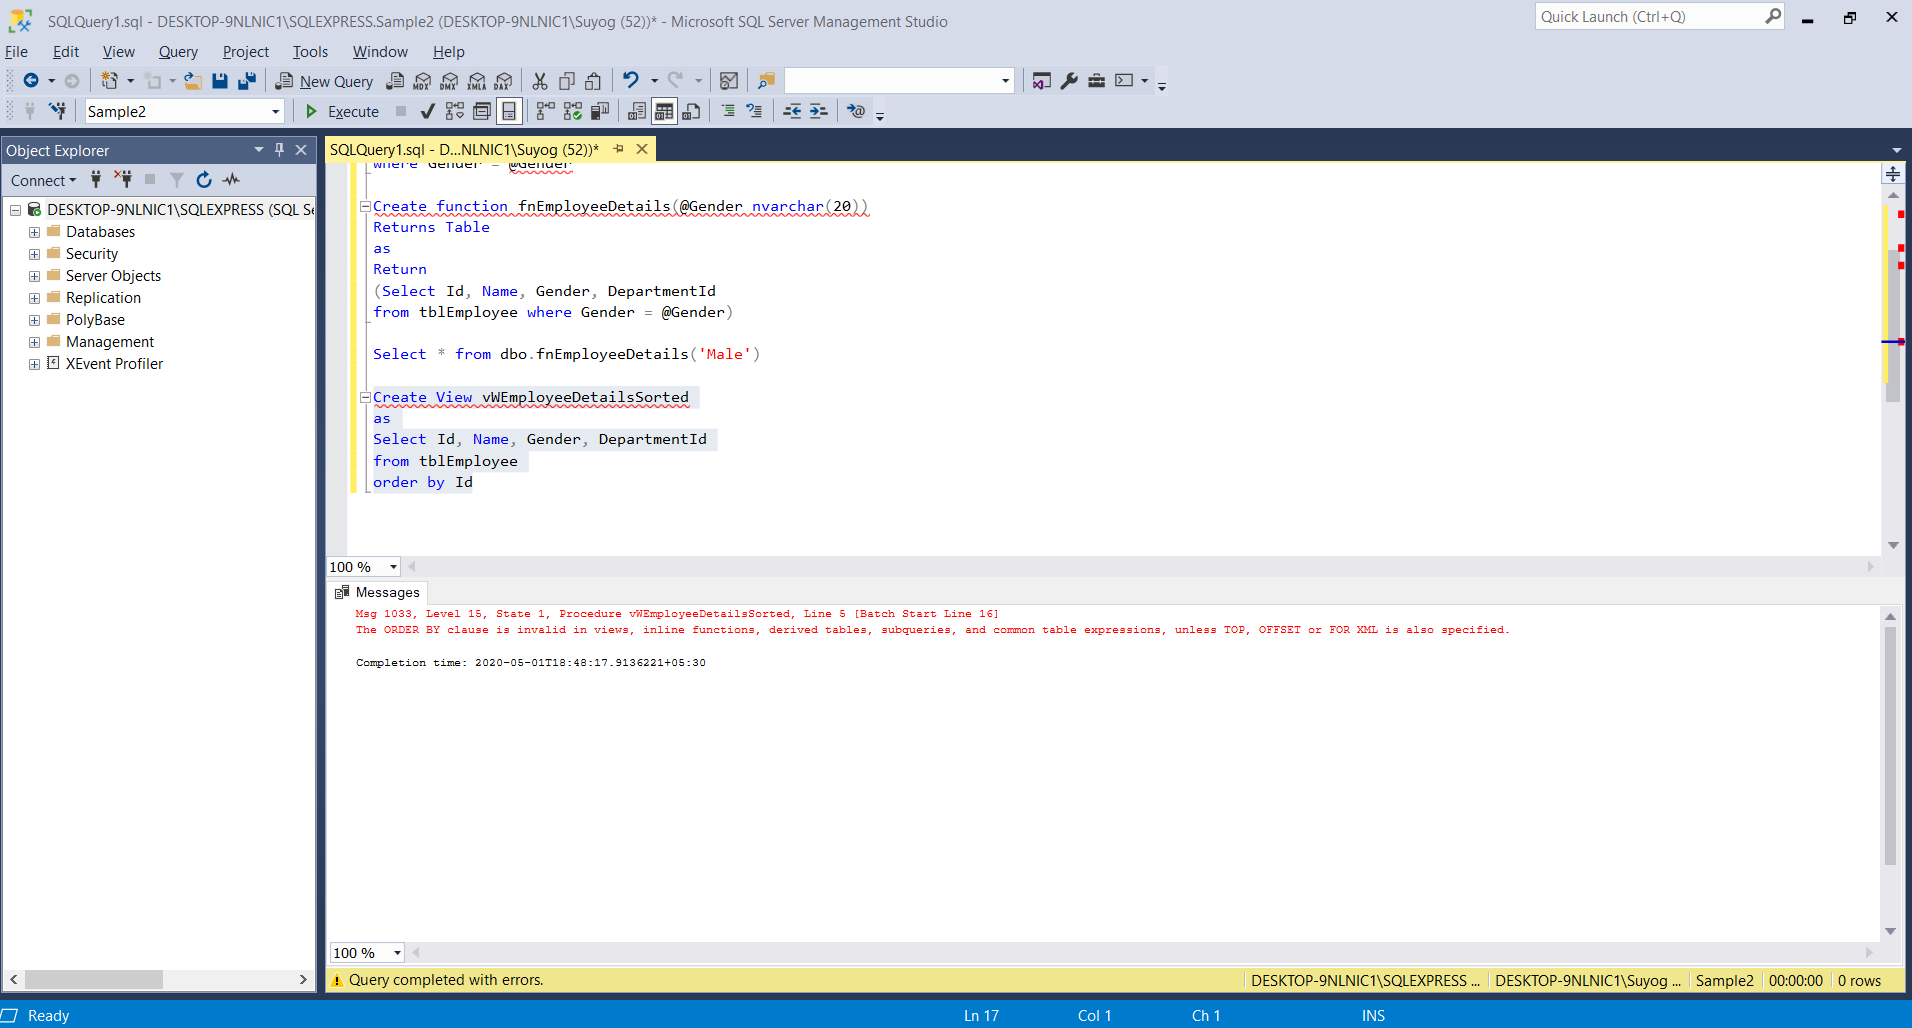 SQLQuery1.sql - DESKTOP-9NLNIC1\SQLEXPRESS.Sample2 (DESKTOP-9NLNIC1\Suyog (52))* - Microsoft SQL Server Management Studio
Quick Launch (Ctrl+Q)
File Edit View Query Project Tools Window Help
New Query MDX DMX XMLA DAX
Sample2 Execute
Object Explorer
SQLQuery1.sql - D...NLNIC1\Suyog (52))*
Connect
DESKTOP-9NLNIC1\SQLEXPRESS (SQL Se
Databases
Security
Server Objects
Replication
PolyBase
Management
XEvent Profiler
where Gender = @Gender
Create function fnEmployeeDetails(@Gender nvarchar(20))
Returns Table
as
Return
(Select Id, Name, Gender, DepartmentId
from tblEmployee where Gender = @Gender)
Select * from dbo.fnEmployeeDetails('Male')
Create View vWEmployeeDetailsSorted
as
Select Id, Name, Gender, DepartmentId
from tblEmployee
order by Id
100 %
Messages
Msg 1033, Level 15, State 1, Procedure vWEmployeeDetailsSorted, Line 5 [Batch Start Line 16]
The ORDER BY clause is invalid in views, inline functions, derived tables, subqueries, and common table expressions, unless TOP, OFFSET or FOR XML is also specified.
Completion time: 2020-05-01T18:48:17.9136221+05:30
100 %
Query completed with errors.
DESKTOP-9NLNIC1\SQLEXPRESS ... DESKTOP-9NLNIC1\Suyog ... Sample2 00:00:00 0 rows
Ready Ln 17 Col 1 Ch 1 INS